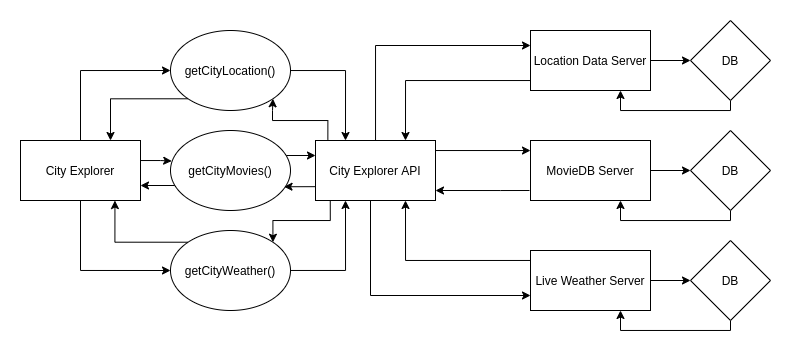 getCityLocation()
Location Data Server
DB
City Explorer
getCityMovies()
City Explorer API
MovieDB Server
DB
getCityWeather()
Live Weather Server
DB